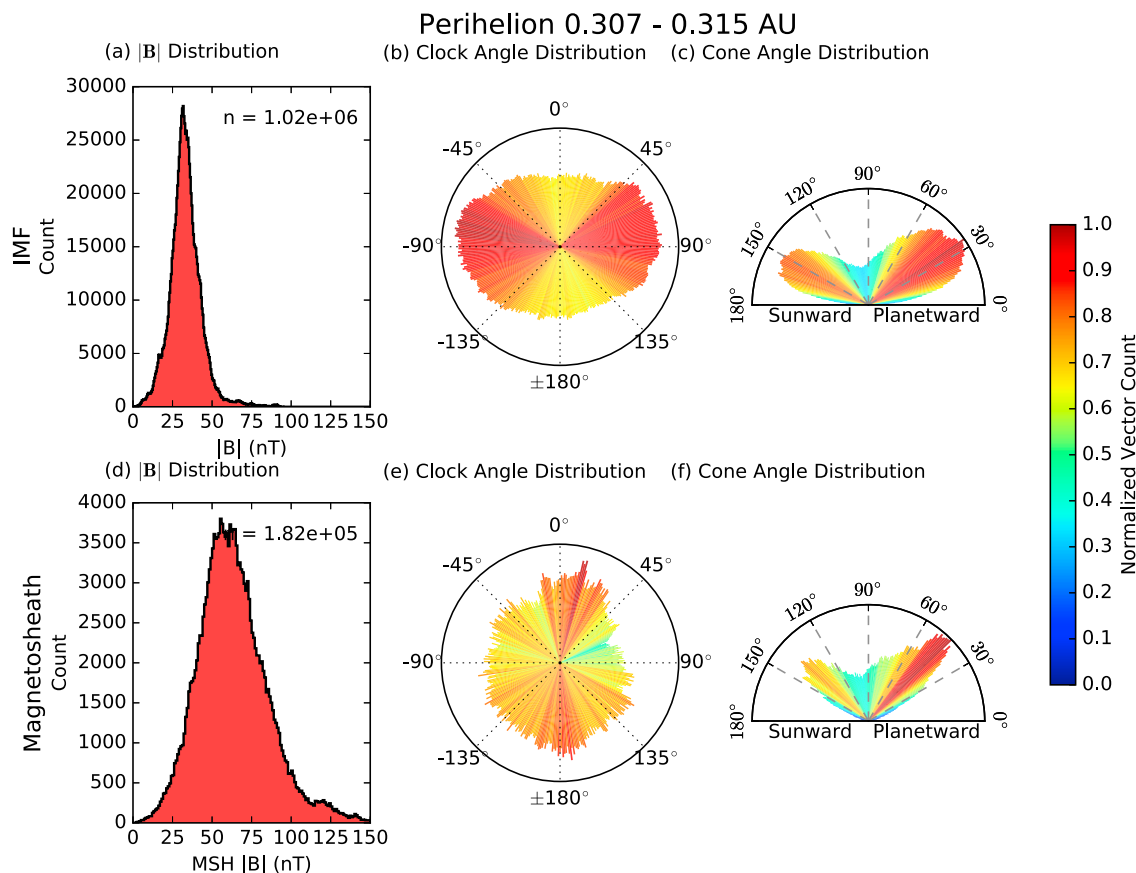 Perihelion 0.307 - 0.315 AU
(a) |B| Distribution
(b) Clock Angle Distribution
(c) Cone Angle Distribution
IMF
Count
30000
25000
20000
15000
10000
5000
0
n = 1.02e+06
0 25 50 75 100 125 150
|B| (nT)
0°
45°
90°
135°
±180°
-135°
-90°
-45°
180°
150°
120°
90°
60°
30°
0°
Sunward
Planetward
(d) |B| Distribution
(e) Clock Angle Distribution
(f) Cone Angle Distribution
Magnetosheath
Count
4000
3500
3000
2500
2000
1500
1000
500
0
= 1.82e+05
0 25 50 75 100 125 150
MSH |B| (nT)
0°
45°
90°
135°
±180°
-135°
-90°
-45°
180°
150°
120°
90°
60°
30°
0°
Sunward
Planetward
1.0
0.9
0.8
0.7
0.6
0.5
0.4
0.3
0.2
0.1
0.0
Normalized Vector Count